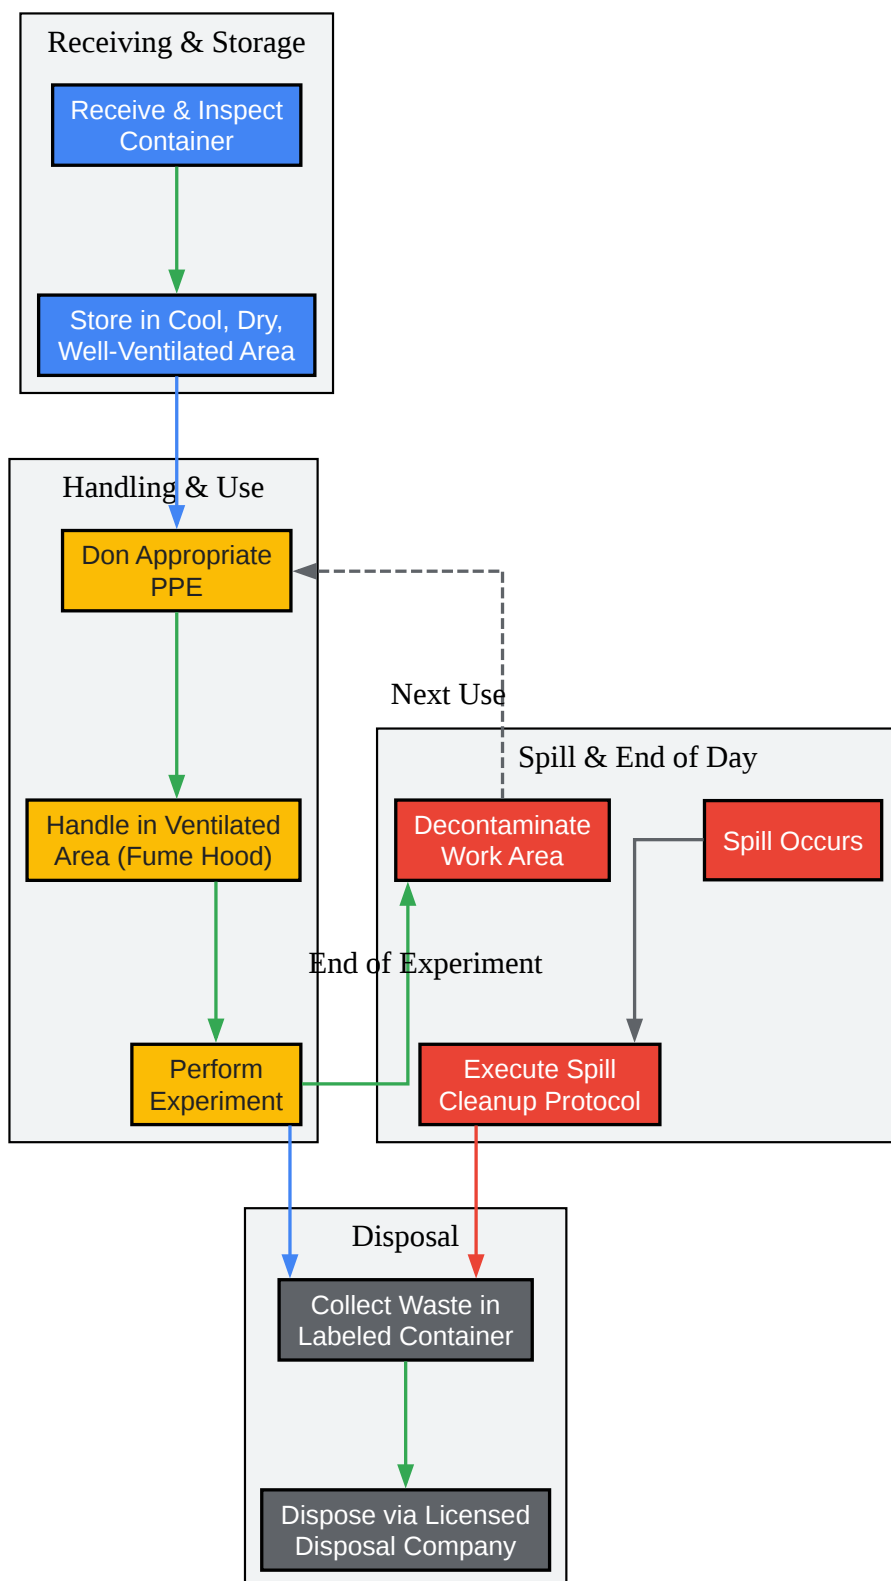 Receiving & Storage
Receive & Inspect
Container
Store in Cool, Dry,
Well-Ventilated Area
Handling & Use
Don Appropriate
PPE
Next Use
Spill & End of Day
Handle in Ventilated
Area (Fume Hood)
Decontaminate
Work Area
Spill Occurs
End of Experiment
Perform
Experiment
Execute Spill
Cleanup Protocol
Disposal
Collect Waste in
Labeled Container
Dispose via Licensed
Disposal Company